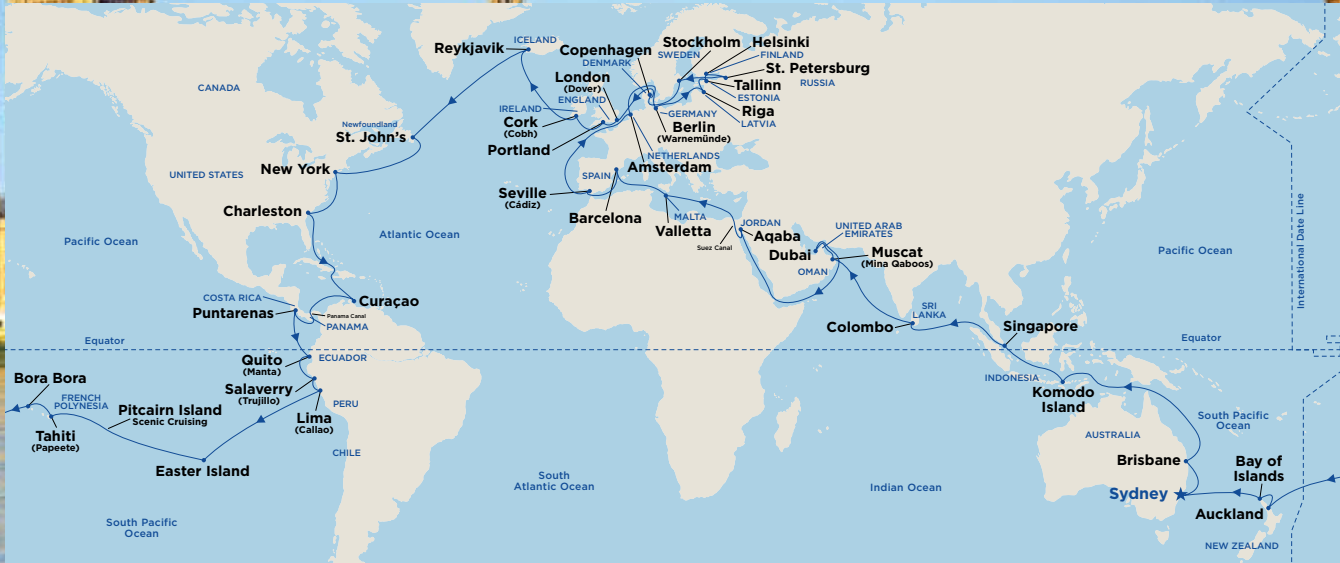 Reykjavik
ICELAND
Copenhagen
DENMARK
Stockholm
SWEDEN
Helsinki
FINLAND
St. Petersburg
RUSSIA
Tallinn
ESTONIA
Riga
LATVIA
GERMANY
Berlin
(Warnemünde)
London
(Dover)
ENGLAND
IRELAND
Cork
(Cobh)
Portland
NETHERLANDS
Amsterdam
CANADA
Newfoundland
St. John's
UNITED STATES
New York
Charleston
Pacific Ocean
Atlantic Ocean
SPAIN
Seville
(Cádiz)
Barcelona
MALTA
Valletta
Suez Canal
JORDAN
Aqaba
UNITED ARAB
EMIRATES
Dubai
Muscat
(Mina Qaboos)
OMAN
Pacific Ocean
International Date Line
COSTA RICA
Puntarenas
Curaçao
Panama Canal
PANAMA
SRI
LANKA
Colombo
Singapore
Equator
Equator
Quito
(Manta)
ECUADOR
Salaverry
(Trujillo)
PERU
Lima
(Callao)
Bora Bora
FRENCH
POLYNESIA
Tahiti
(Papeete)
Pitcairn Island
Scenic Cruising
Easter Island
CHILE
INDONESIA
Komodo
Island
South Pacific
Ocean
AUSTRALIA
Brisbane
Sydney
Bay of
Islands
Auckland
NEW ZEALAND
South
Atlantic Ocean
Indian Ocean
South Pacific
Ocean